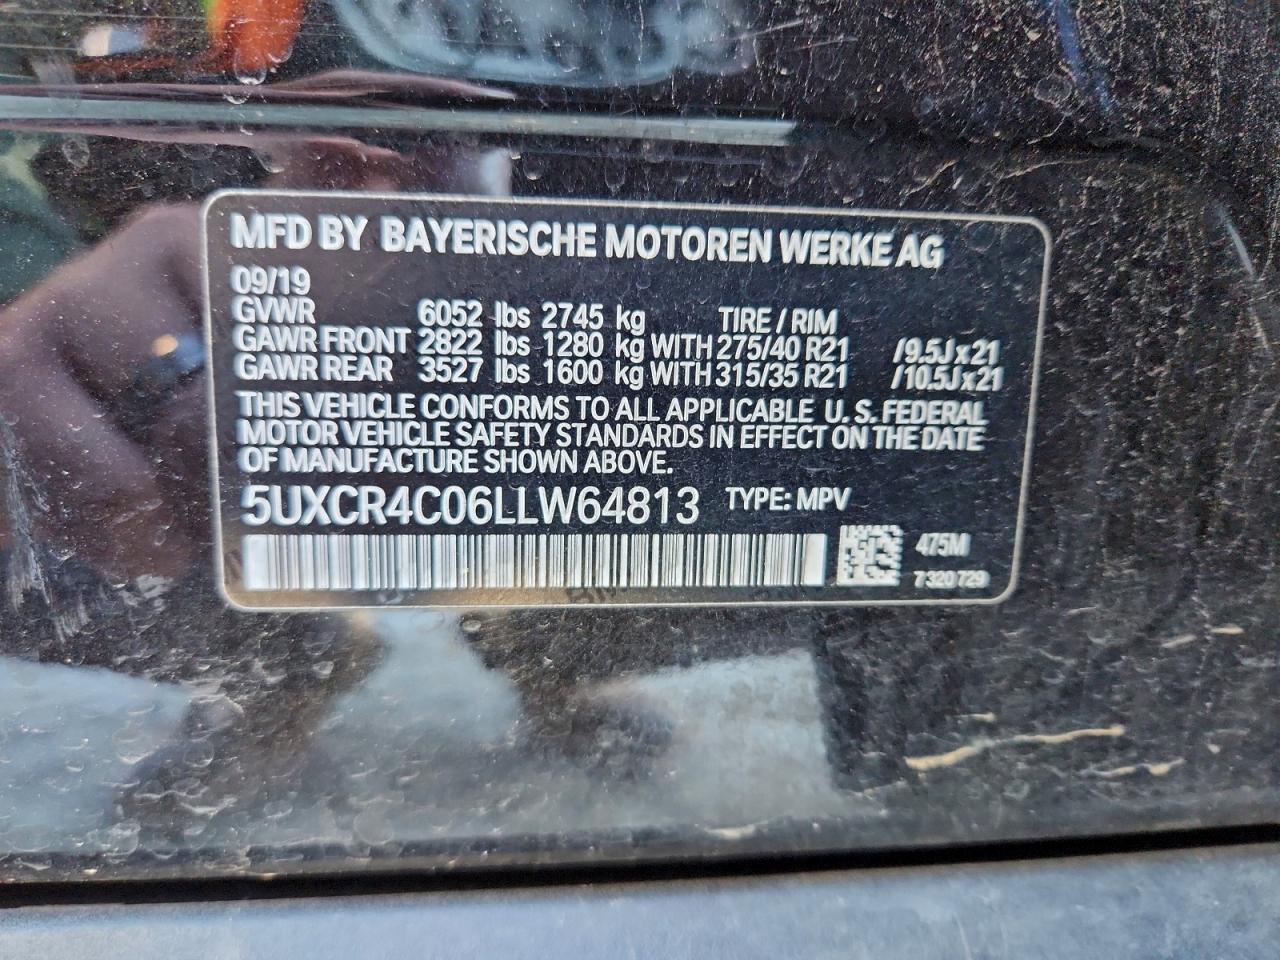 MFD BY BAYERISCHE MOTOREN WERKE AG
09/19
GVWR 6052 lbs 2745 kg TIRE / RIM
GAWR FRONT 2822 lbs 1280 kg WITH 275/40 R21 /9.5J x 21
GAWR REAR 3527 lbs 1600 kg WITH 315/35 R21 /10.5J x 21
THIS VEHICLE CONFORMS TO ALL APPLICABLE U. S. FEDERAL
MOTOR VEHICLE SAFETY STANDARDS IN EFFECT ON THE DATE
OF MANUFACTURE SHOWN ABOVE.
5UXCR4C06LLW64813 TYPE: MPV
475M
7 320 729